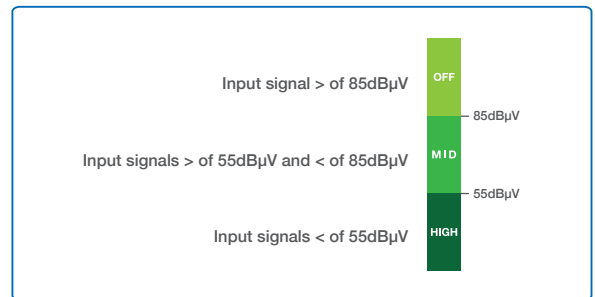 Input signal > of 85dBµV
OFF
85dBµV
Input signals > of 55dBµV and < of 85dBµV
MID
55dBµV
Input signals < of 55dBµV
HIGH